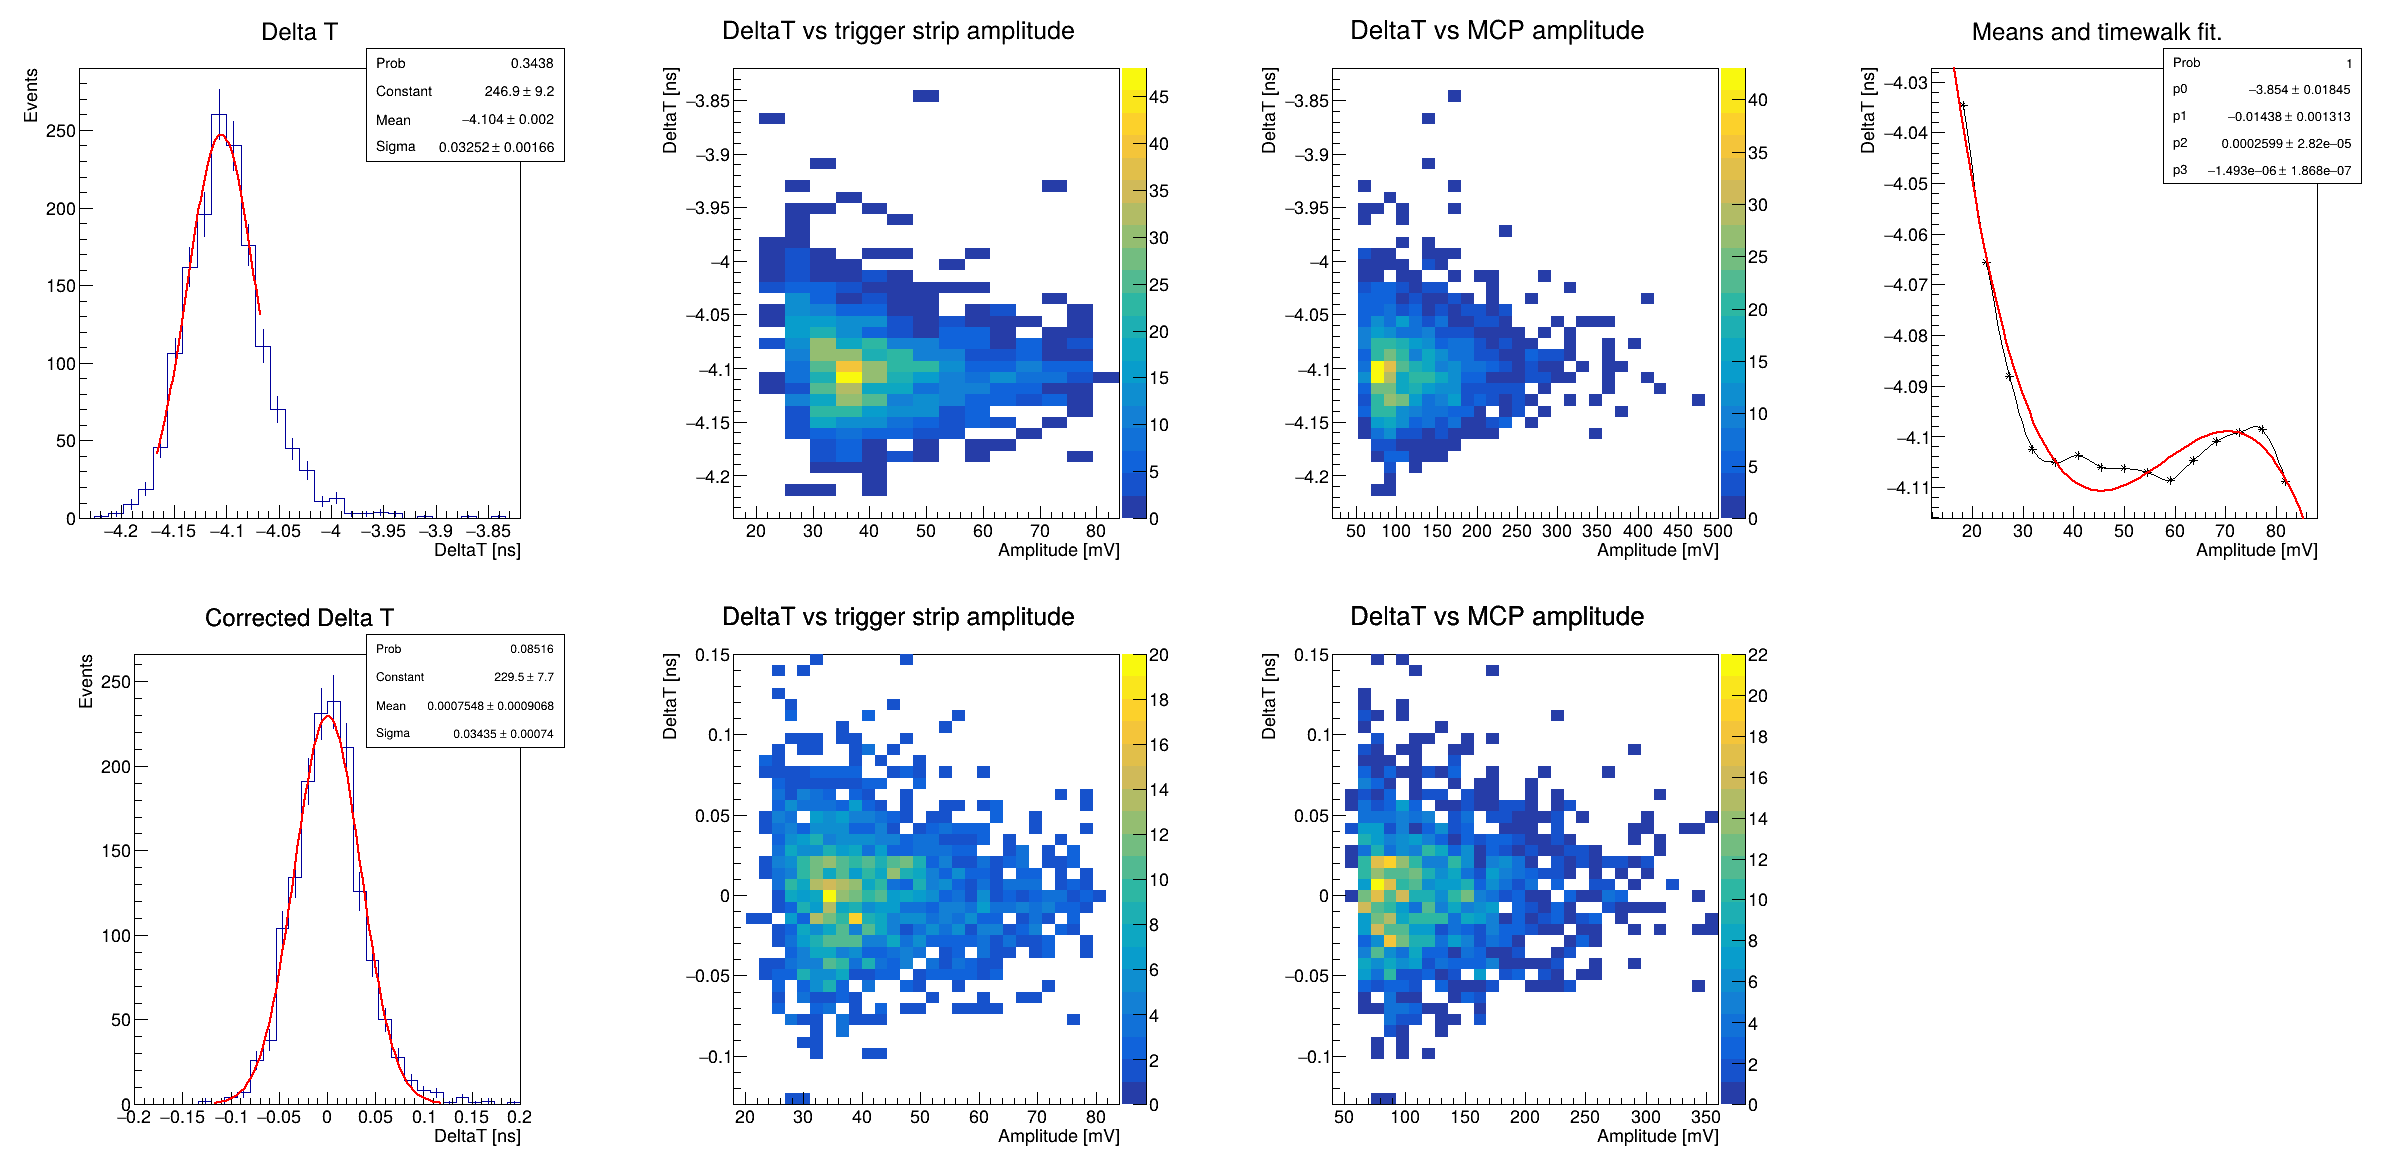 Delta T
Events
Prob 0.3438
Constant 246.9 ± 9.2
Mean −4.104 ± 0.002
Sigma 0.03252 ± 0.00166
250
200
150
100
50
0
−4.2 −4.15 −4.1 −4.05 −4 −3.95 −3.9 −3.85
DeltaT [ns]
DeltaT vs trigger strip amplitude
DeltaT [ns]
−3.85
−3.9
−3.95
−4
−4.05
−4.1
−4.15
−4.2
20 30 40 50 60 70 80
Amplitude [mV]
45
40
35
30
25
20
15
10
5
0
DeltaT vs MCP amplitude
DeltaT [ns]
−3.85
−3.9
−3.95
−4
−4.05
−4.1
−4.15
−4.2
50 100 150 200 250 300 350 400 450 500
Amplitude [mV]
40
35
30
25
20
15
10
5
0
Means and timewalk fit.
DeltaT [ns]
Prob 1
p0 −3.854 ± 0.01845
p1 −0.01438 ± 0.001313
p2 0.0002599 ± 2.82e−05
p3 −1.493e−06 ± 1.868e−07
−4.03
−4.04
−4.05
−4.06
−4.07
−4.08
−4.09
−4.1
−4.11
20 30 40 50 60 70 80
Amplitude [mV]
Corrected Delta T
Events
Prob 0.08516
Constant 229.5 ± 7.7
Mean 0.0007548 ± 0.0009068
Sigma 0.03435 ± 0.00074
250
200
150
100
50
0
−0.2 −0.15 −0.1 −0.05 0 0.05 0.1 0.15 0.2
DeltaT [ns]
DeltaT vs trigger strip amplitude
DeltaT [ns]
0.15
0.1
0.05
0
−0.05
−0.1
20 30 40 50 60 70 80
Amplitude [mV]
20
18
16
14
12
10
8
6
4
2
0
DeltaT vs MCP amplitude
DeltaT [ns]
0.15
0.1
0.05
0
−0.05
−0.1
50 100 150 200 250 300 350
Amplitude [mV]
22
20
18
16
14
12
10
8
6
4
2
0